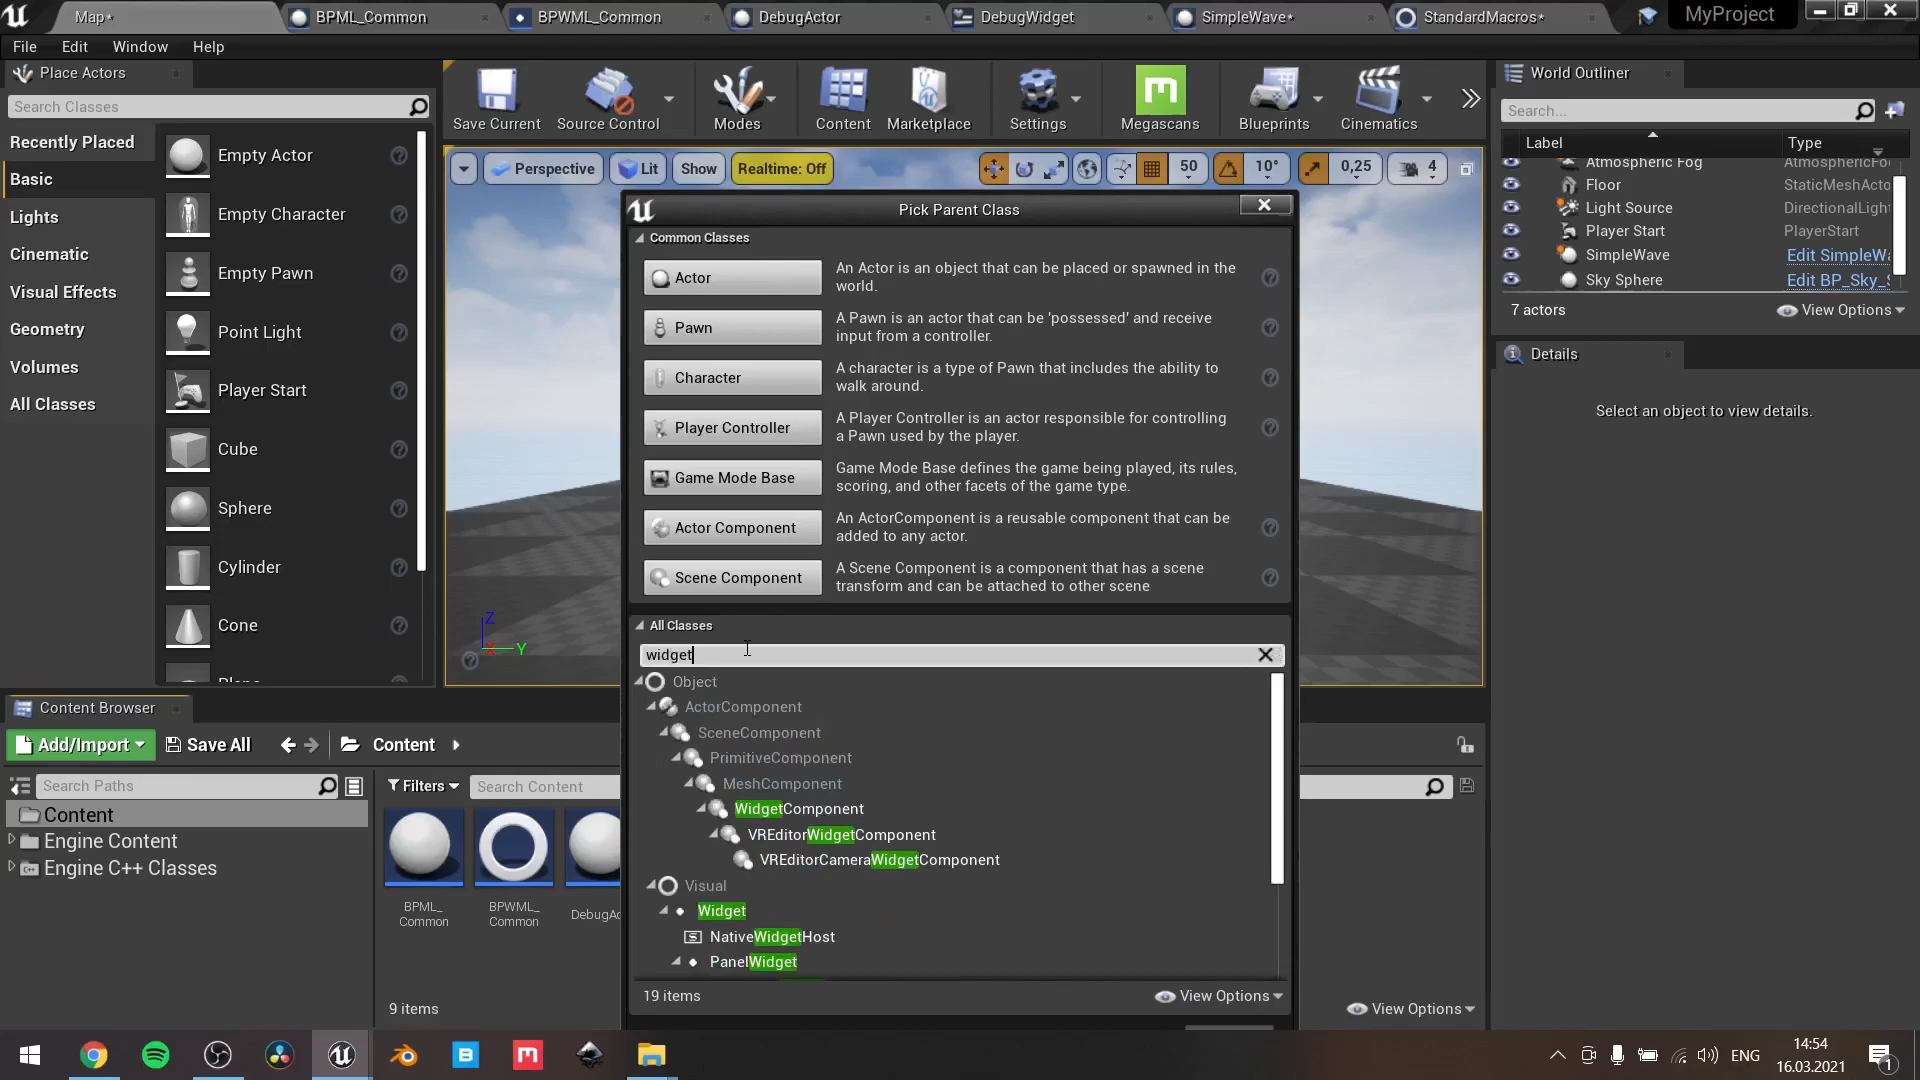 Map*
BPML_Common
BPWML_Common
DebugActor
DebugWidget
SimpleWave*
StandardMacros*
MyProject
File Edit Window Help
Place Actors
Search Classes
Recently Placed
Basic
Lights
Cinematic
Visual Effects
Geometry
Volumes
All Classes
Empty Actor
Empty Character
Empty Pawn
Point Light
Player Start
Cube
Sphere
Cylinder
Cone
Save Current
Source Control
Modes
Content
Marketplace
Settings
Megascans
Blueprints
Cinematics
Perspective
Lit
Show
Realtime: Off
50
10°
0,25
4
Z
X
Y
Pick Parent Class
Common Classes
Actor
An Actor is an object that can be placed or spawned in the
world.
Pawn
A Pawn is an actor that can be 'possessed' and receive
input from a controller.
Character
A character is a type of Pawn that includes the ability to
walk around.
Player Controller
A Player Controller is an actor responsible for controlling
a Pawn used by the player.
Game Mode Base
Game Mode Base defines the game being played, its rules,
scoring, and other facets of the game type.
Actor Component
An ActorComponent is a reusable component that can be
added to any actor.
Scene Component
A Scene Component is a component that has a scene
transform and can be attached to other scene
All Classes
widget
Object
ActorComponent
SceneComponent
PrimitiveComponent
MeshComponent
WidgetComponent
VREditorWidgetComponent
VREditorCameraWidgetComponent
Visual
Widget
NativeWidgetHost
PanelWidget
19 items
View Options
World Outliner
Search...
Label
Type
Atmospheric Fog AtmosphericFo
Floor StaticMeshActo
Light Source DirectionalLight
Player Start PlayerStart
SimpleWave Edit SimpleWa
Sky Sphere Edit BP_Sky_S
7 actors
View Options
Details
Select an object to view details.
Content Browser
Add/Import
Save All
Content
Search Paths
Filters
Search Content
Content
Engine Content
Engine C++ Classes
BPML_
Common
BPWML_
Common
DebugAc
9 items
View Options
ENG
14:54
16.03.2021
1